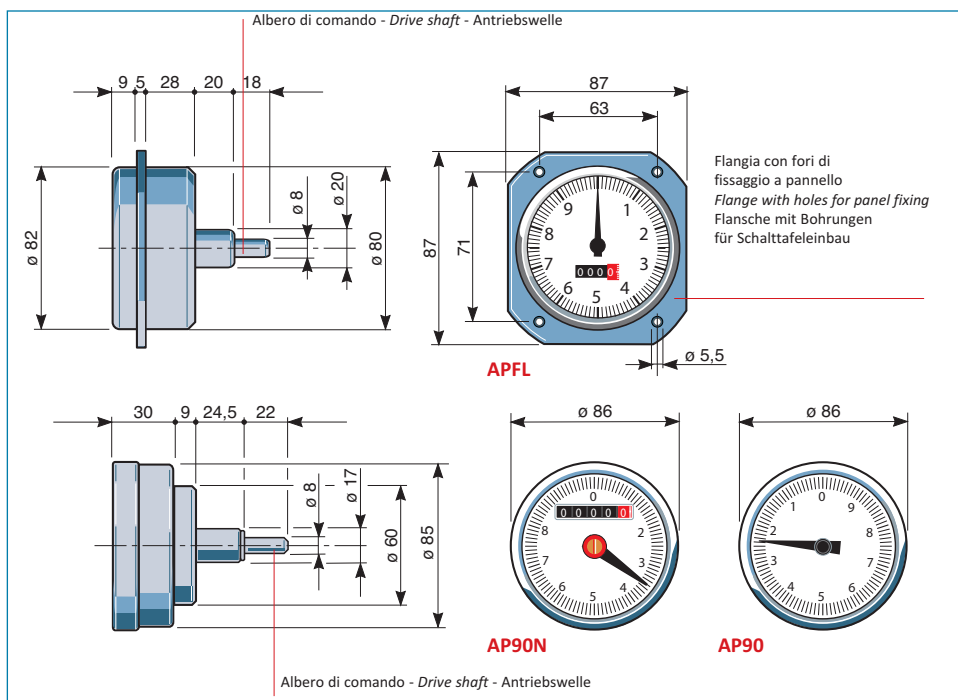 Albero di comando - Drive shaft - Antriebswelle
9 5 28 20 18
ø 82
ø 8
ø 20
ø 80
87
63
87
71
9 1
8 2
7 3
6 5 4
0 0 0 0
ø 5,5
APFL
Flangia con fori di
fissaggio a pannello
Flange with holes for panel fixing
Flansche mit Bohrungen
für Schalttafeleinbau
30 9 24,5 22
ø 8
ø 17
ø 60
ø 85
ø 86
0
0 0 0 0 0
8 2
7 3
6 5 4
AP90N
ø 86
0
1 9
2 8
3 7
4 5 6
AP90
Albero di comando - Drive shaft - Antriebswelle